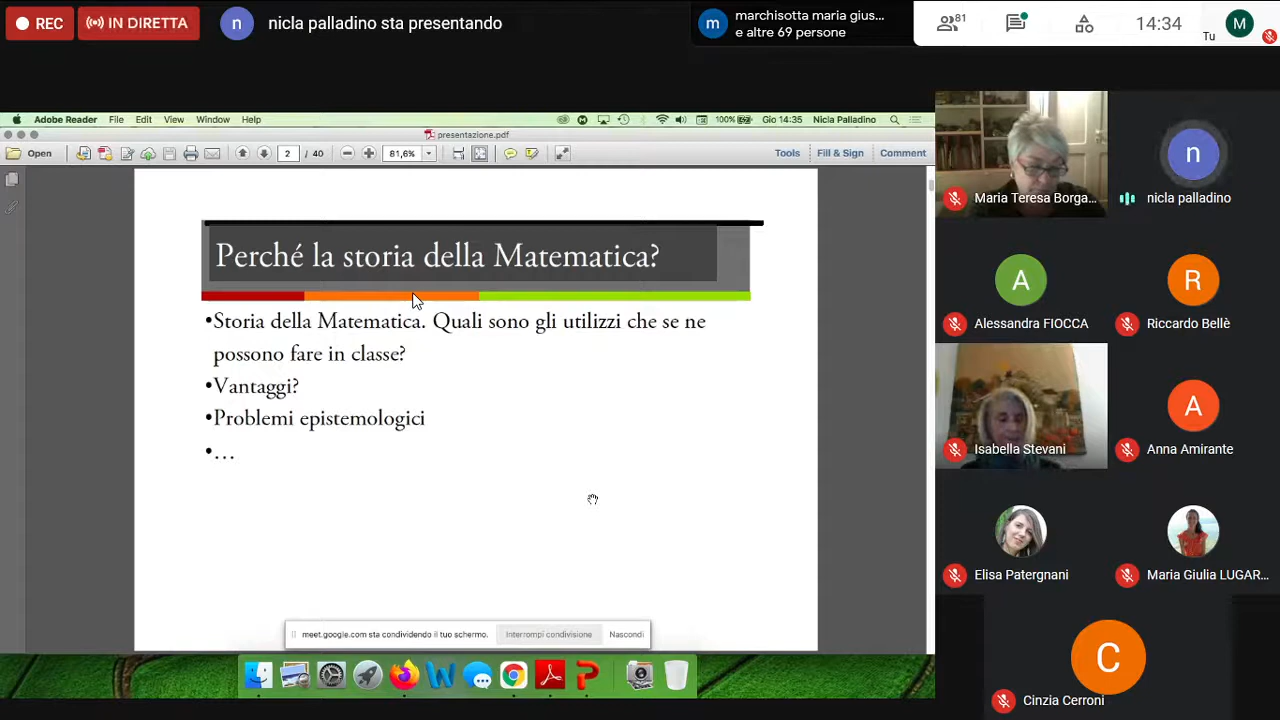 REC
IN DIRETTA
n
nicla palladino sta presentando
m
marchisotta maria gius...
e altre 69 persone
81
14:34
Tu
M
Adobe Reader File Edit View Window Help
100%
Gio 14:35 Nicla Palladino
presentazione.pdf
Open
2 / 40
81,6%
Tools Fill & Sign Comment
Perché la storia della Matematica?
•Storia della Matematica. Quali sono gli utilizzi che se ne
possono fare in classe?
•Vantaggi?
•Problemi epistemologici
•…
meet.google.com sta condividendo il tuo schermo. Interrompi condivisione Nascondi
Maria Teresa Borga...
n
nicla palladino
A
Alessandra FIOCCA
R
Riccardo Bellè
Isabella Stevani
A
Anna Amirante
Elisa Patergnani
Maria Giulia LUGAR...
C
Cinzia Cerroni